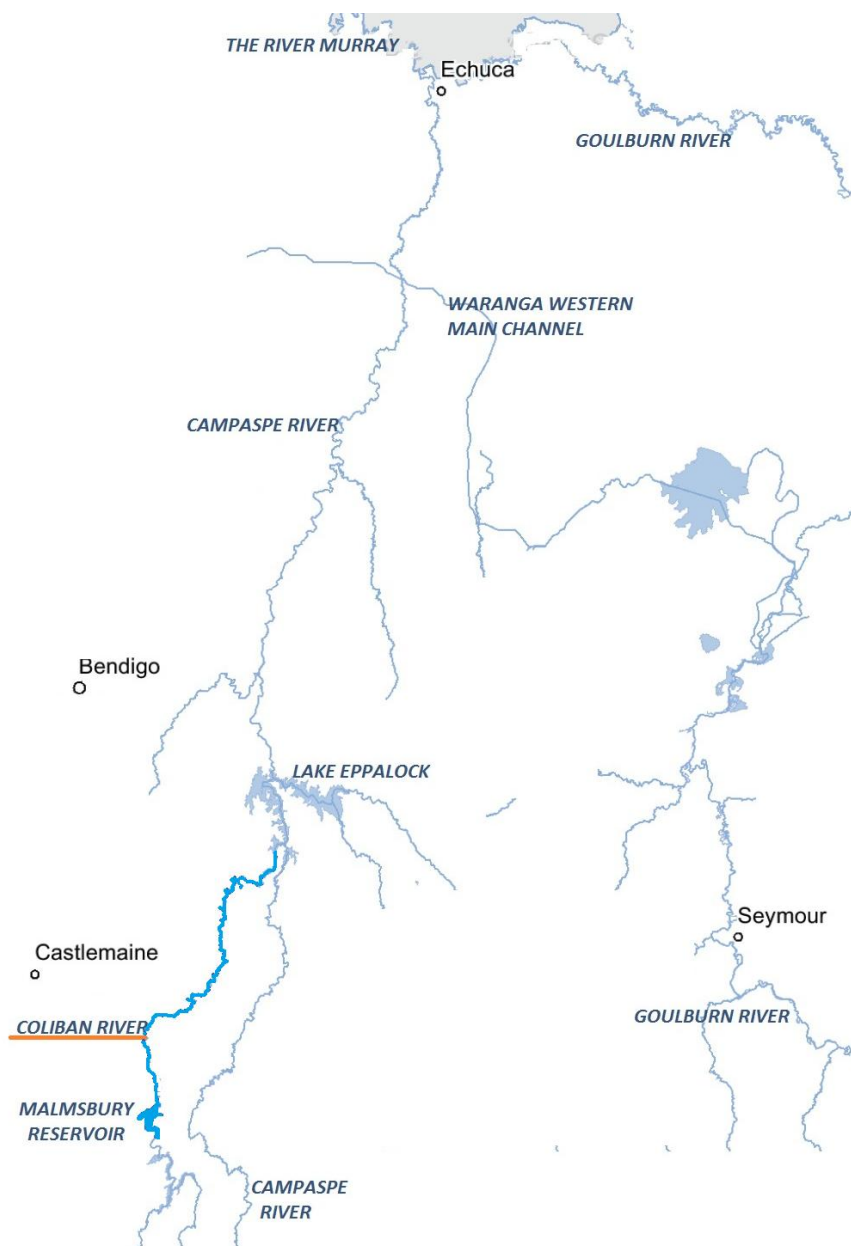 THE RIVER MURRAY
Echuca
GOULBURN RIVER
WARANGA WESTERN
MAIN CHANNEL
CAMPASPE RIVER
Bendigo
LAKE EPPALOCK
Seymour
Castlemaine
COLIBAN RIVER
GOULBURN RIVER
MALMSBURY
RESERVOIR
CAMPASPE
RIVER